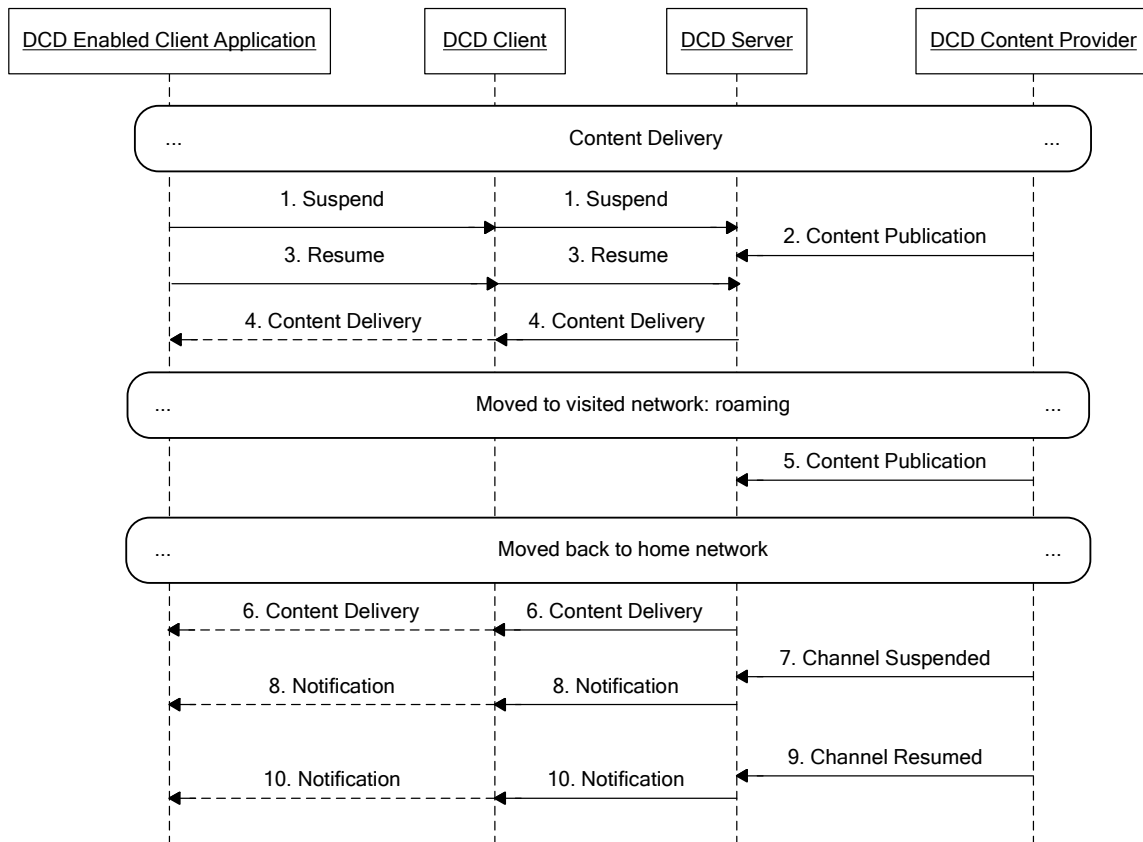 DCD Enabled Client Application
DCD Client
DCD Server
DCD Content Provider
... Content Delivery ...
1. Suspend
1. Suspend
2. Content Publication
3. Resume
3. Resume
4. Content Delivery
4. Content Delivery
... Moved to visited network: roaming ...
5. Content Publication
... Moved back to home network ...
6. Content Delivery
6. Content Delivery
7. Channel Suspended
8. Notification
8. Notification
9. Channel Resumed
10. Notification
10. Notification